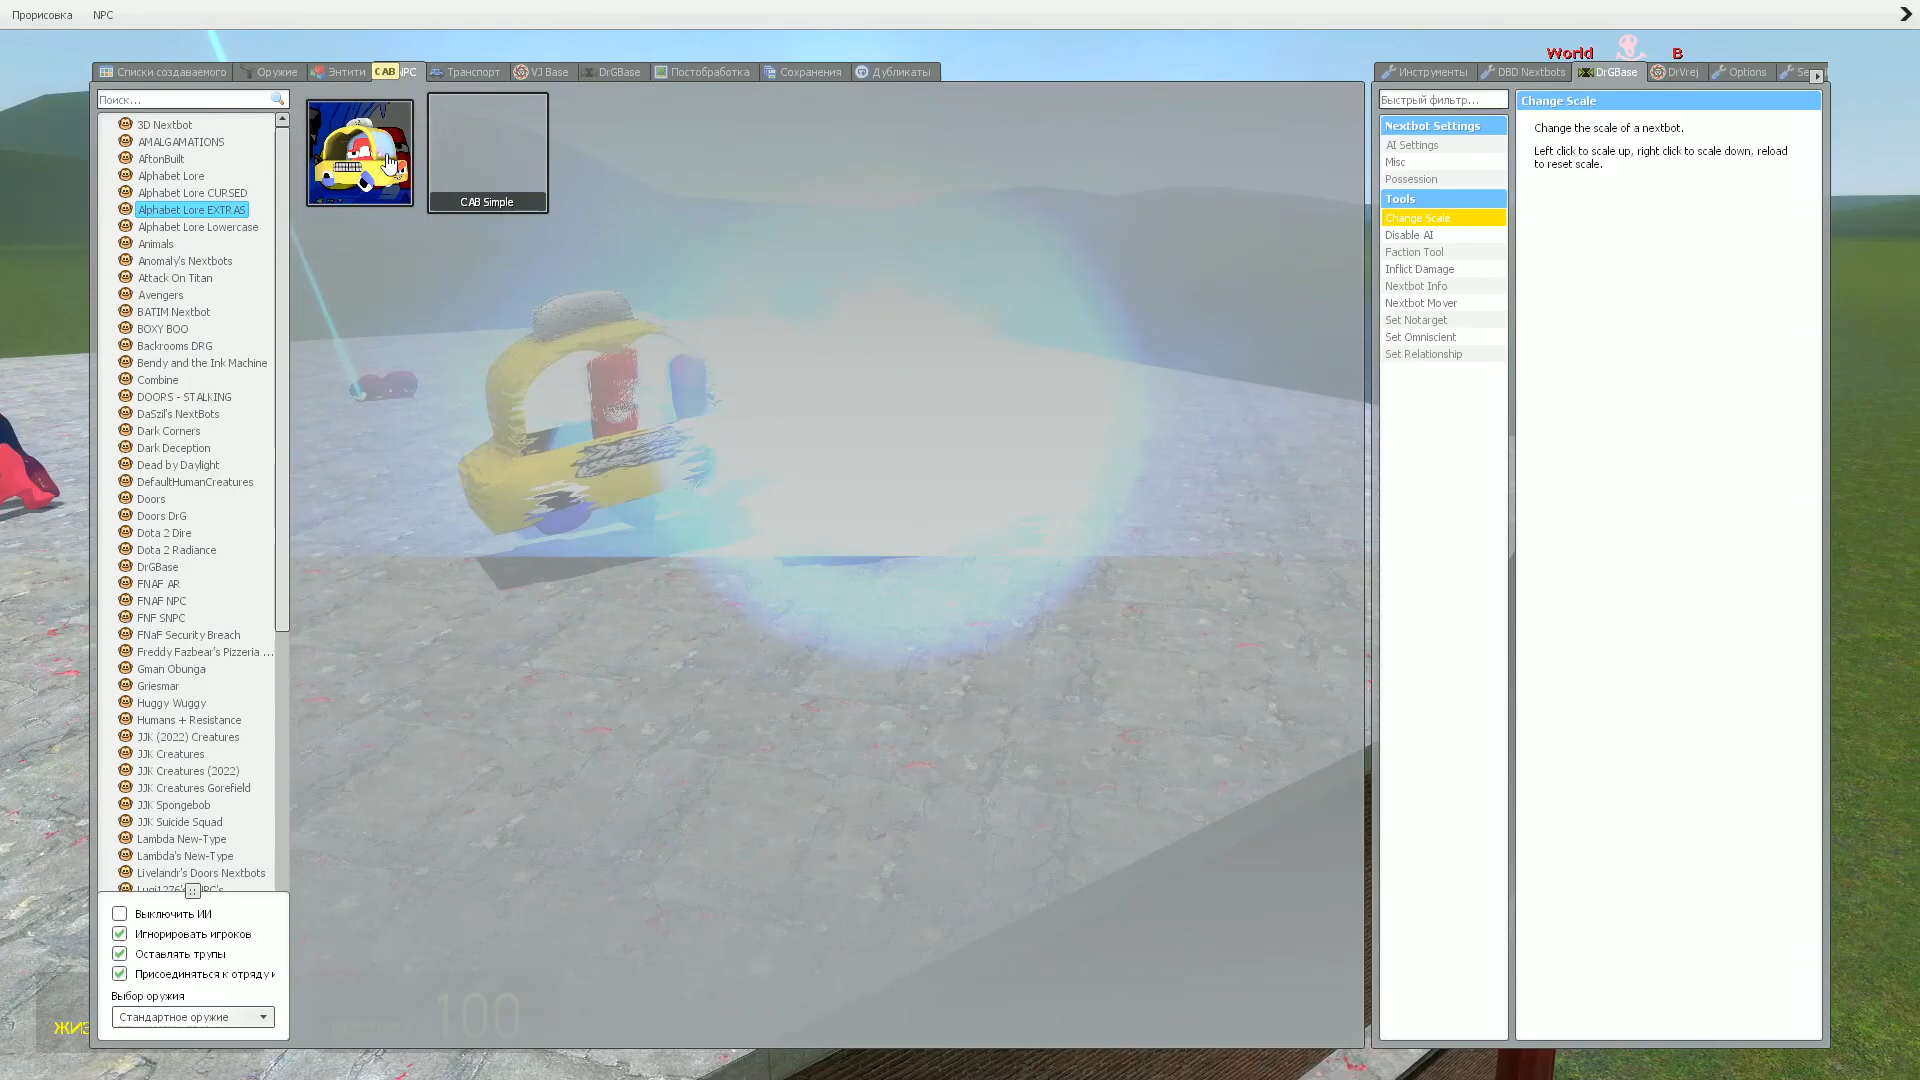 Прорисовка NPC
World B
Списки создаваемого Оружие Энтити CAB NPC Транспорт VJ Base DrGBase Постобработка Сохранения Дубликаты
Инструменты DBD Nextbots DrGBase DrVrej Options
Поиск...
3D Nextbot
AMALGAMATIONS
AftonBuilt
Alphabet Lore
Alphabet Lore CURSED
Alphabet Lore EXTRAS
Alphabet Lore Lowercase
Animals
Anomaly's Nextbots
Attack On Titan
Avengers
BATIM Nextbot
BOXY BOO
Backrooms DRG
Bendy and the Ink Machine
Combine
DOORS - STALKING
DaSzil's NextBots
Dark Corners
Dark Deception
Dead by Daylight
DefaultHumanCreatures
Doors
Doors DrG
Dota 2 Dire
Dota 2 Radiance
DrGBase
FNAF AR
FNAF NPC
FNF SNPC
FNaF Security Breach
Freddy Fazbear's Pizzeria ...
Gman Obunga
Griesmar
Huggy Wuggy
Humans + Resistance
JJK (2022) Creatures
JJK Creatures
JJK Creatures (2022)
JJK Creatures Gorefield
JJK Spongebob
JJK Suicide Squad
Lambda New-Type
Lambda's New-Type
Livelandr's Doors Nextbots
Выключить ИИ
Игнорировать игроков
Оставлять трупы
Присоединяться к отряду и
Выбор оружия
Стандартное оружие
CAB Simple
100
Быстрый фильтр...
Nextbot Settings
AI Settings
Misc
Possession
Tools
Change Scale
Disable AI
Faction Tool
Inflict Damage
Nextbot Info
Nextbot Mover
Set Notarget
Set Omniscient
Set Relationship
Change Scale
Change the scale of a nextbot.
Left click to scale up, right click to scale down, reload
to reset scale.